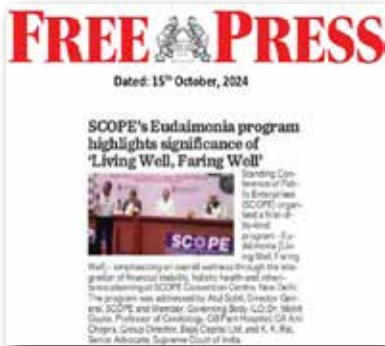 FREE PRESS
Dated: 15TH October, 2024
SCOPE's Eudaimonia program
highlights significance of
'Living Well, Faring Well'
Standing Con-
ference of Pub-
lic Enterprises
(SCOPE) organ-
ised a first-of-
its-kind
program - Eu-
daimonia (Liv-
ing Well, Faring
Well) - emphasizing on overall wellness through the inte-
gration of financial stability, holistic health and inheri-
tance planning at SCOPE Convention Centre, New Delhi.
The program was addressed by Atul Sobti, Director Gen-
eral, SCOPE and Member, Governing Body ILO, Dr. Mohit
Gupta, Professor of Cardiology, GB Pant Hospital, CA Anil
Chopra, Group Director, Bajaj Capital Ltd. and K. K. Rai,
Senior Advocate, Supreme Court of India.
SCOPE